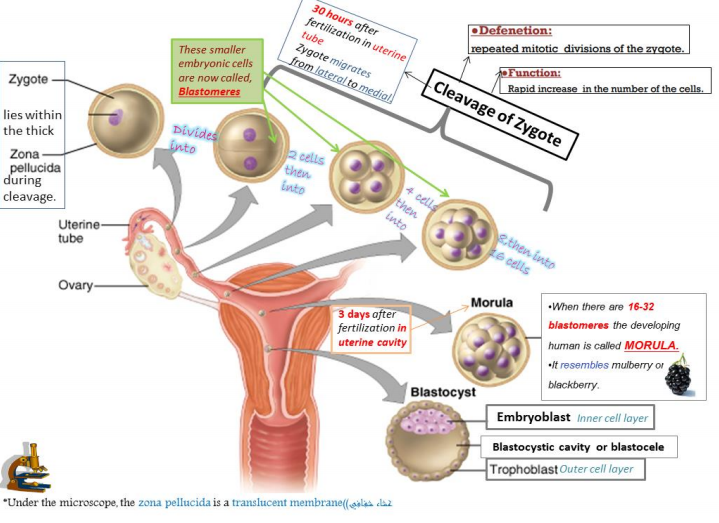 30 hours after
fertilization in uterine
tube
Zygote migrates
from lateral to medial.
•Defenetion:
repeated mitotic divisions of the zygote.
•Function:
Rapid increase in the number of the cells.
Cleavage of Zygote
These smaller
embryonic cells
are now called,
Blastomeres
Zygote
lies within
the thick
Zona
pellucida
during
cleavage.
Divides
into
2 cells
then
into
4 cells
then
into
8,then into
16 cells
Uterine
tube
Ovary
3 days after
fertilization in
uterine cavity
Morula
•When there are 16-32
blastomeres the developing
human is called MORULA.
•It resembles mulberry or
blackberry.
Blastocyst
Embryoblast Inner cell layer
Blastocystic cavity or blastocele
Trophoblast Outer cell layer
*Under the microscope, the zona pellucida is a translucent membrane((